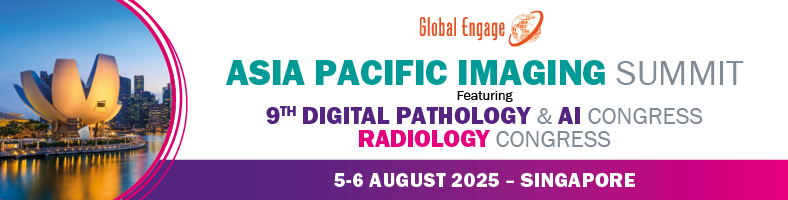 Global Engage
ASIA PACIFIC IMAGING SUMMIT
Featuring
9TH DIGITAL PATHOLOGY & AI CONGRESS
RADIOLOGY CONGRESS
5-6 AUGUST 2025 – SINGAPORE